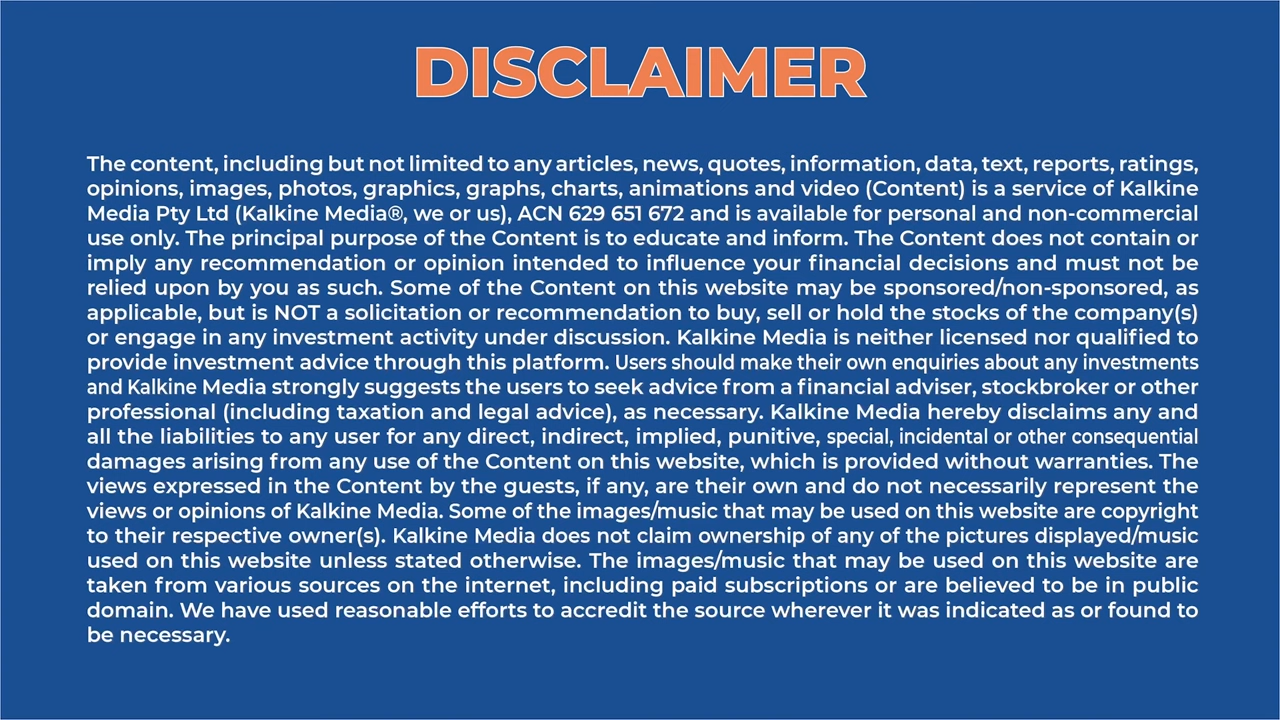 DISCLAIMER
The content, including but not limited to any articles, news, quotes, information, data, text, reports, ratings,
opinions, images, photos, graphics, graphs, charts, animations and video (Content) is a service of Kalkine
Media Pty Ltd (Kalkine Media®, we or us), ACN 629 651 672 and is available for personal and non-commercial
use only. The principal purpose of the Content is to educate and inform. The Content does not contain or
imply any recommendation or opinion intended to influence your financial decisions and must not be
relied upon by you as such. Some of the Content on this website may be sponsored/non-sponsored, as
applicable, but is NOT a solicitation or recommendation to buy, sell or hold the stocks of the company(s)
or engage in any investment activity under discussion. Kalkine Media is neither licensed nor qualified to
provide investment advice through this platform. Users should make their own enquiries about any investments
and Kalkine Media strongly suggests the users to seek advice from a financial adviser, stockbroker or other
professional (including taxation and legal advice), as necessary. Kalkine Media hereby disclaims any and
all the liabilities to any user for any direct, indirect, implied, punitive, special, incidental or other consequential
damages arising from any use of the Content on this website, which is provided without warranties. The
views expressed in the Content by the guests, if any, are their own and do not necessarily represent the
views or opinions of Kalkine Media. Some of the images/music that may be used on this website are copyright
to their respective owner(s). Kalkine Media does not claim ownership of any of the pictures displayed/music
used on this website unless stated otherwise. The images/music that may be used on this website are
taken from various sources on the internet, including paid subscriptions or are believed to be in public
domain. We have used reasonable efforts to accredit the source wherever it was indicated as or found to
be necessary.